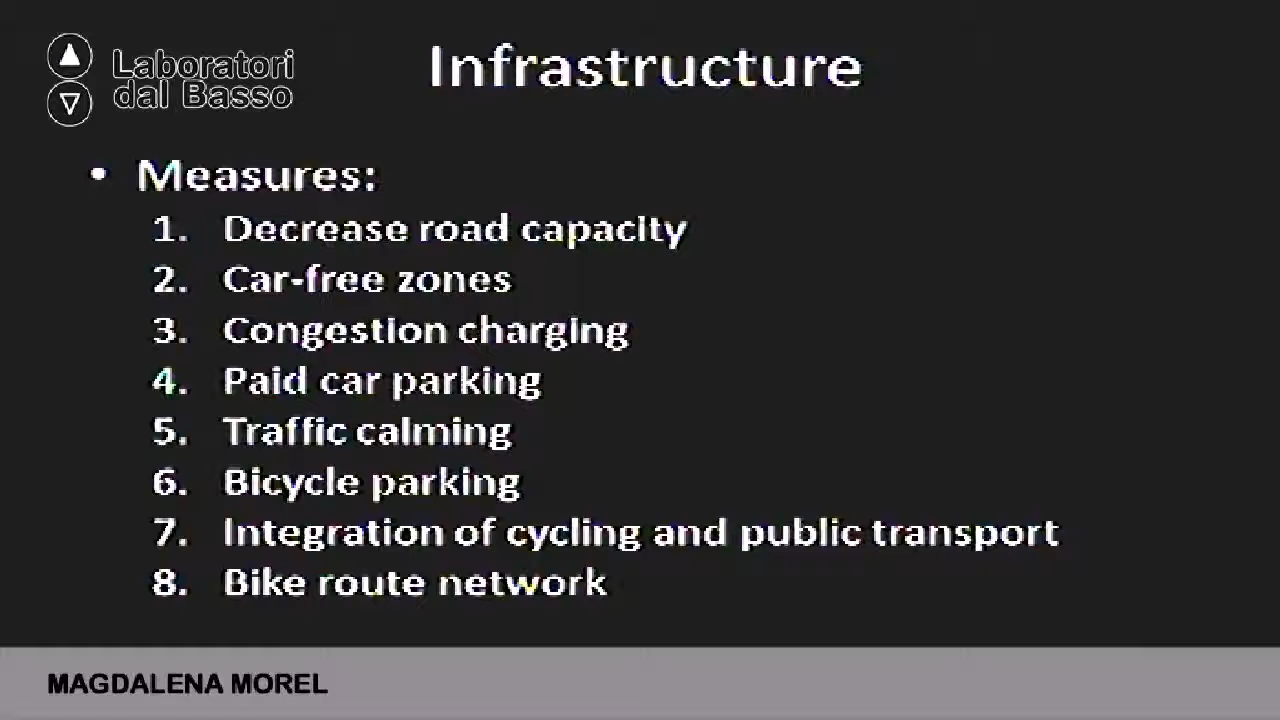 Laboratori
dal Basso
Infrastructure
• Measures:
1. Decrease road capacity
2. Car-free zones
3. Congestion charging
4. Paid car parking
5. Traffic calming
6. Bicycle parking
7. Integration of cycling and public transport
8. Bike route network
MAGDALENA MOREL